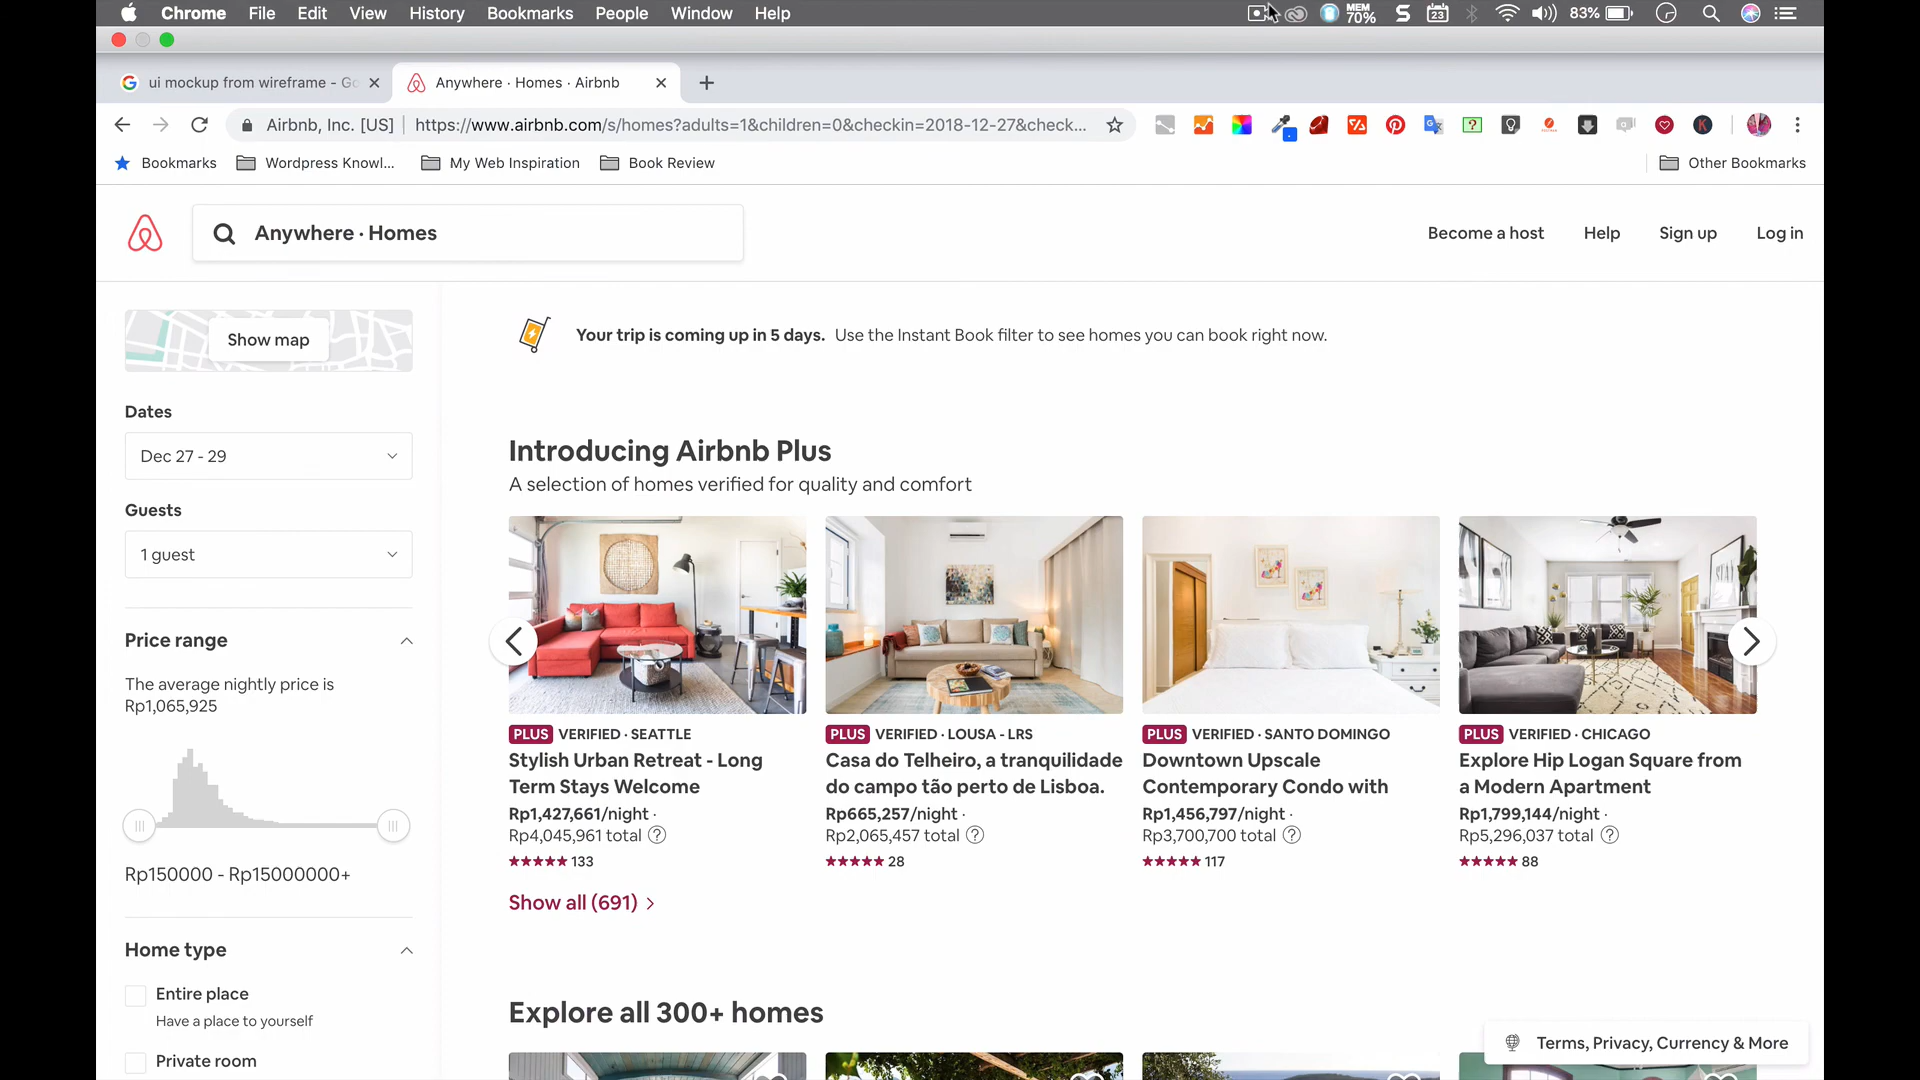 Chrome File Edit View History Bookmarks People Window Help
MEM 70% 23 83%
ui mockup from wireframe - Go
Anywhere · Homes · Airbnb
Airbnb, Inc. [US] | https://www.airbnb.com/s/homes?adults=1&children=0&checkin=2018-12-27&check...
Bookmarks Wordpress Knowl... My Web Inspiration Book Review Other Bookmarks
Anywhere · Homes
Become a host Help Sign up Log in
Show map
Your trip is coming up in 5 days. Use the Instant Book filter to see homes you can book right now.
Dates
Dec 27 - 29
Guests
1 guest
Price range
The average nightly price is
Rp1,065,925
Rp150000 - Rp15000000+
Home type
Entire place
Have a place to yourself
Private room
Introducing Airbnb Plus
A selection of homes verified for quality and comfort
PLUS VERIFIED · SEATTLE
Stylish Urban Retreat - Long
Term Stays Welcome
Rp1,427,661/night ·
Rp4,045,961 total
133
PLUS VERIFIED · LOUSA - LRS
Casa do Telheiro, a tranquilidade
do campo tão perto de Lisboa.
Rp665,257/night ·
Rp2,065,457 total
28
PLUS VERIFIED · SANTO DOMINGO
Downtown Upscale
Contemporary Condo with
Rp1,456,797/night ·
Rp3,700,700 total
117
PLUS VERIFIED · CHICAGO
Explore Hip Logan Square from
a Modern Apartment
Rp1,799,144/night ·
Rp5,296,037 total
88
Show all (691)
Explore all 300+ homes
Terms, Privacy, Currency & More